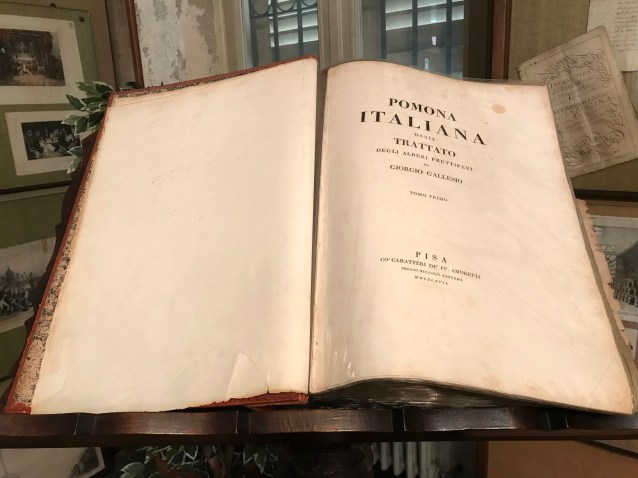 POMONA
ITALIANA
OSSIA
TRATTATO
DEGLI ALBERI FRUTTIFERI
DI
GIORGIO GALLESIO
TOMO PRIMO
PISA
CO' CARATTERI DE' FF. AMORETTI
PRESSO NICCOLÒ CAPURRO
MDCCCXVII.